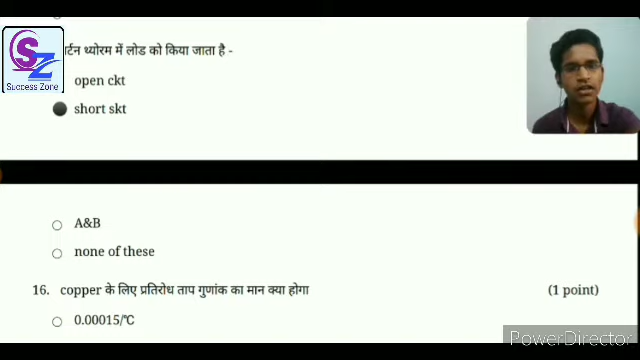 SZ
Success Zone
र्टन थ्योरम में लोड को किया जाता है -
open ckt
short skt
A&B
none of these
16. copper के लिए प्रतिरोध ताप गुणांक का मान क्या होगा (1 point)
0.00015/°C
PowerDirector